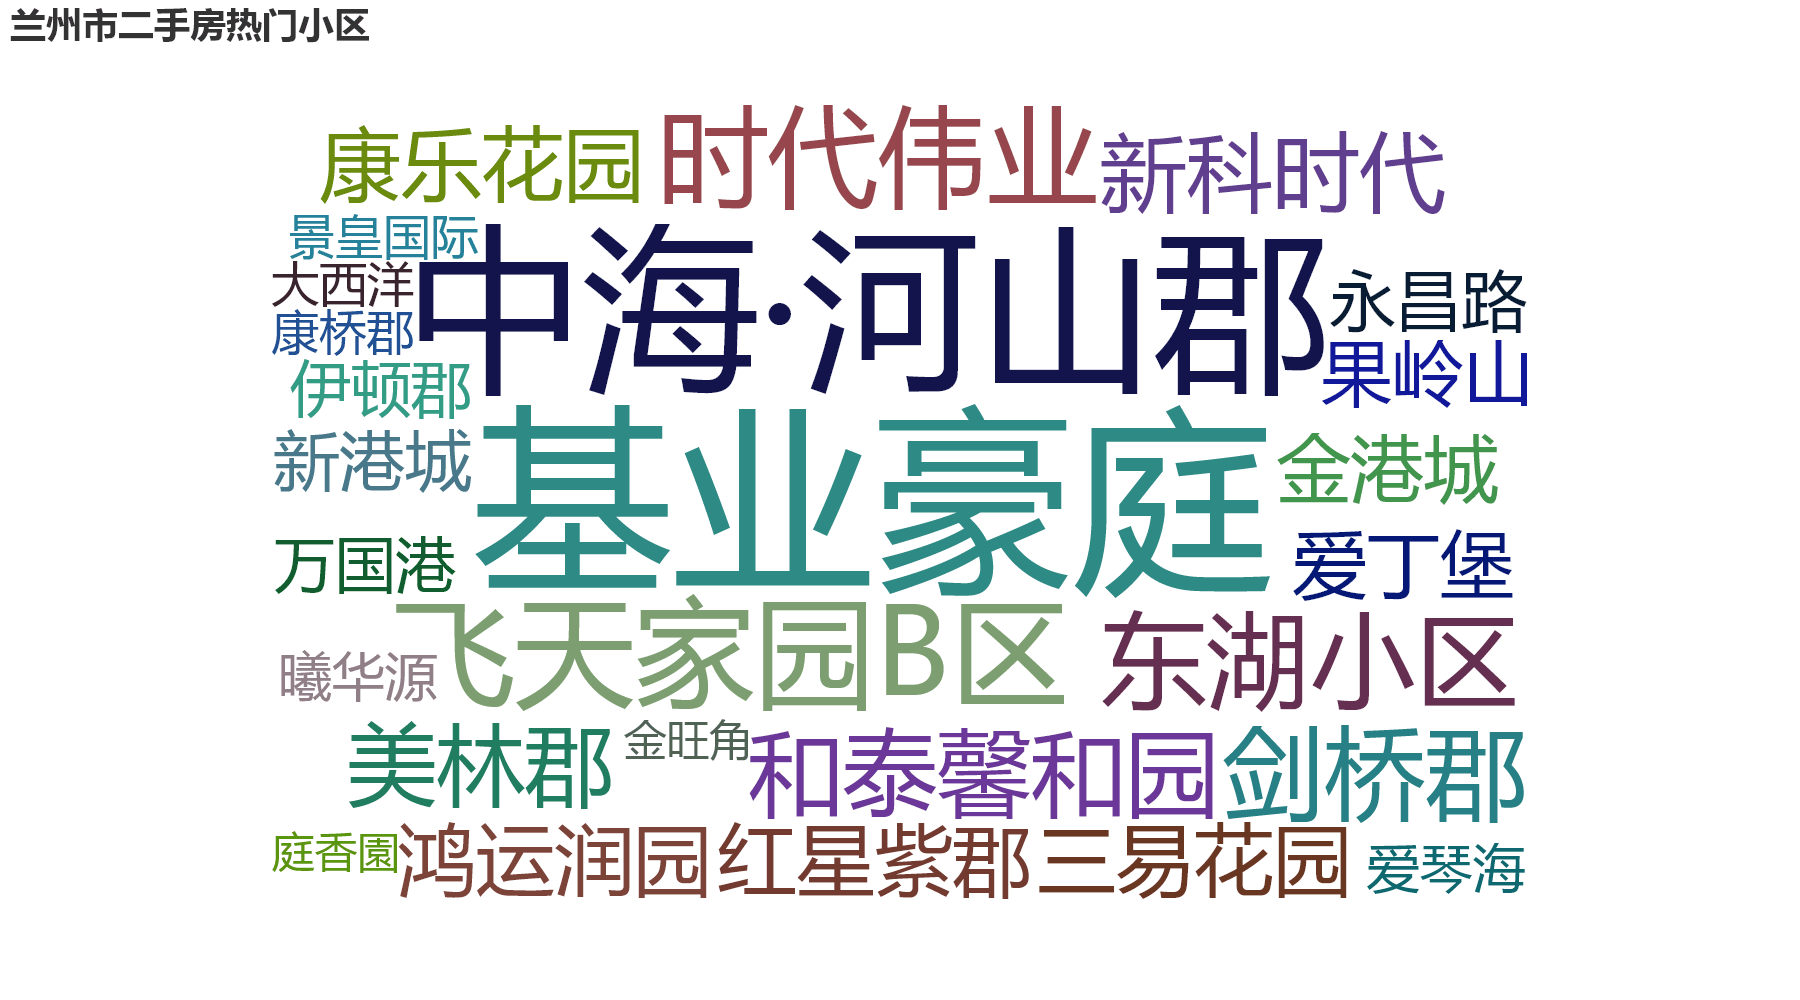 兰州市二手房热门小区
康乐花园
时代伟业
新科时代
景皇国际
中海·河山郡
大西洋
永昌路
康桥郡
果岭山
伊顿郡
基业豪庭
新港城
金港城
万国港
爱丁堡
飞天家园B区
东湖小区
曦华源
美林郡
金旺角
和泰馨和园
剑桥郡
庭香園
鸿运润园
红星紫郡
三易花园
爱琴海